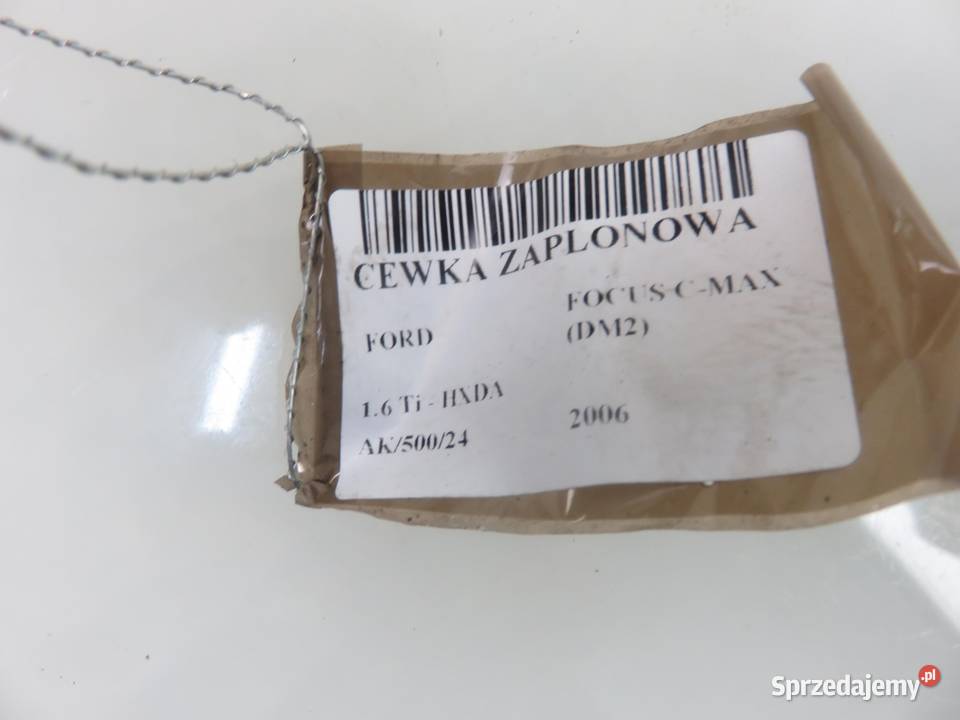 CEWKA ZAPLONOWA
FORD
FOCUS C-MAX
(DM2)
1.6 Ti - HXDA
2006
AK/500/24
Sprzedajemy.pl